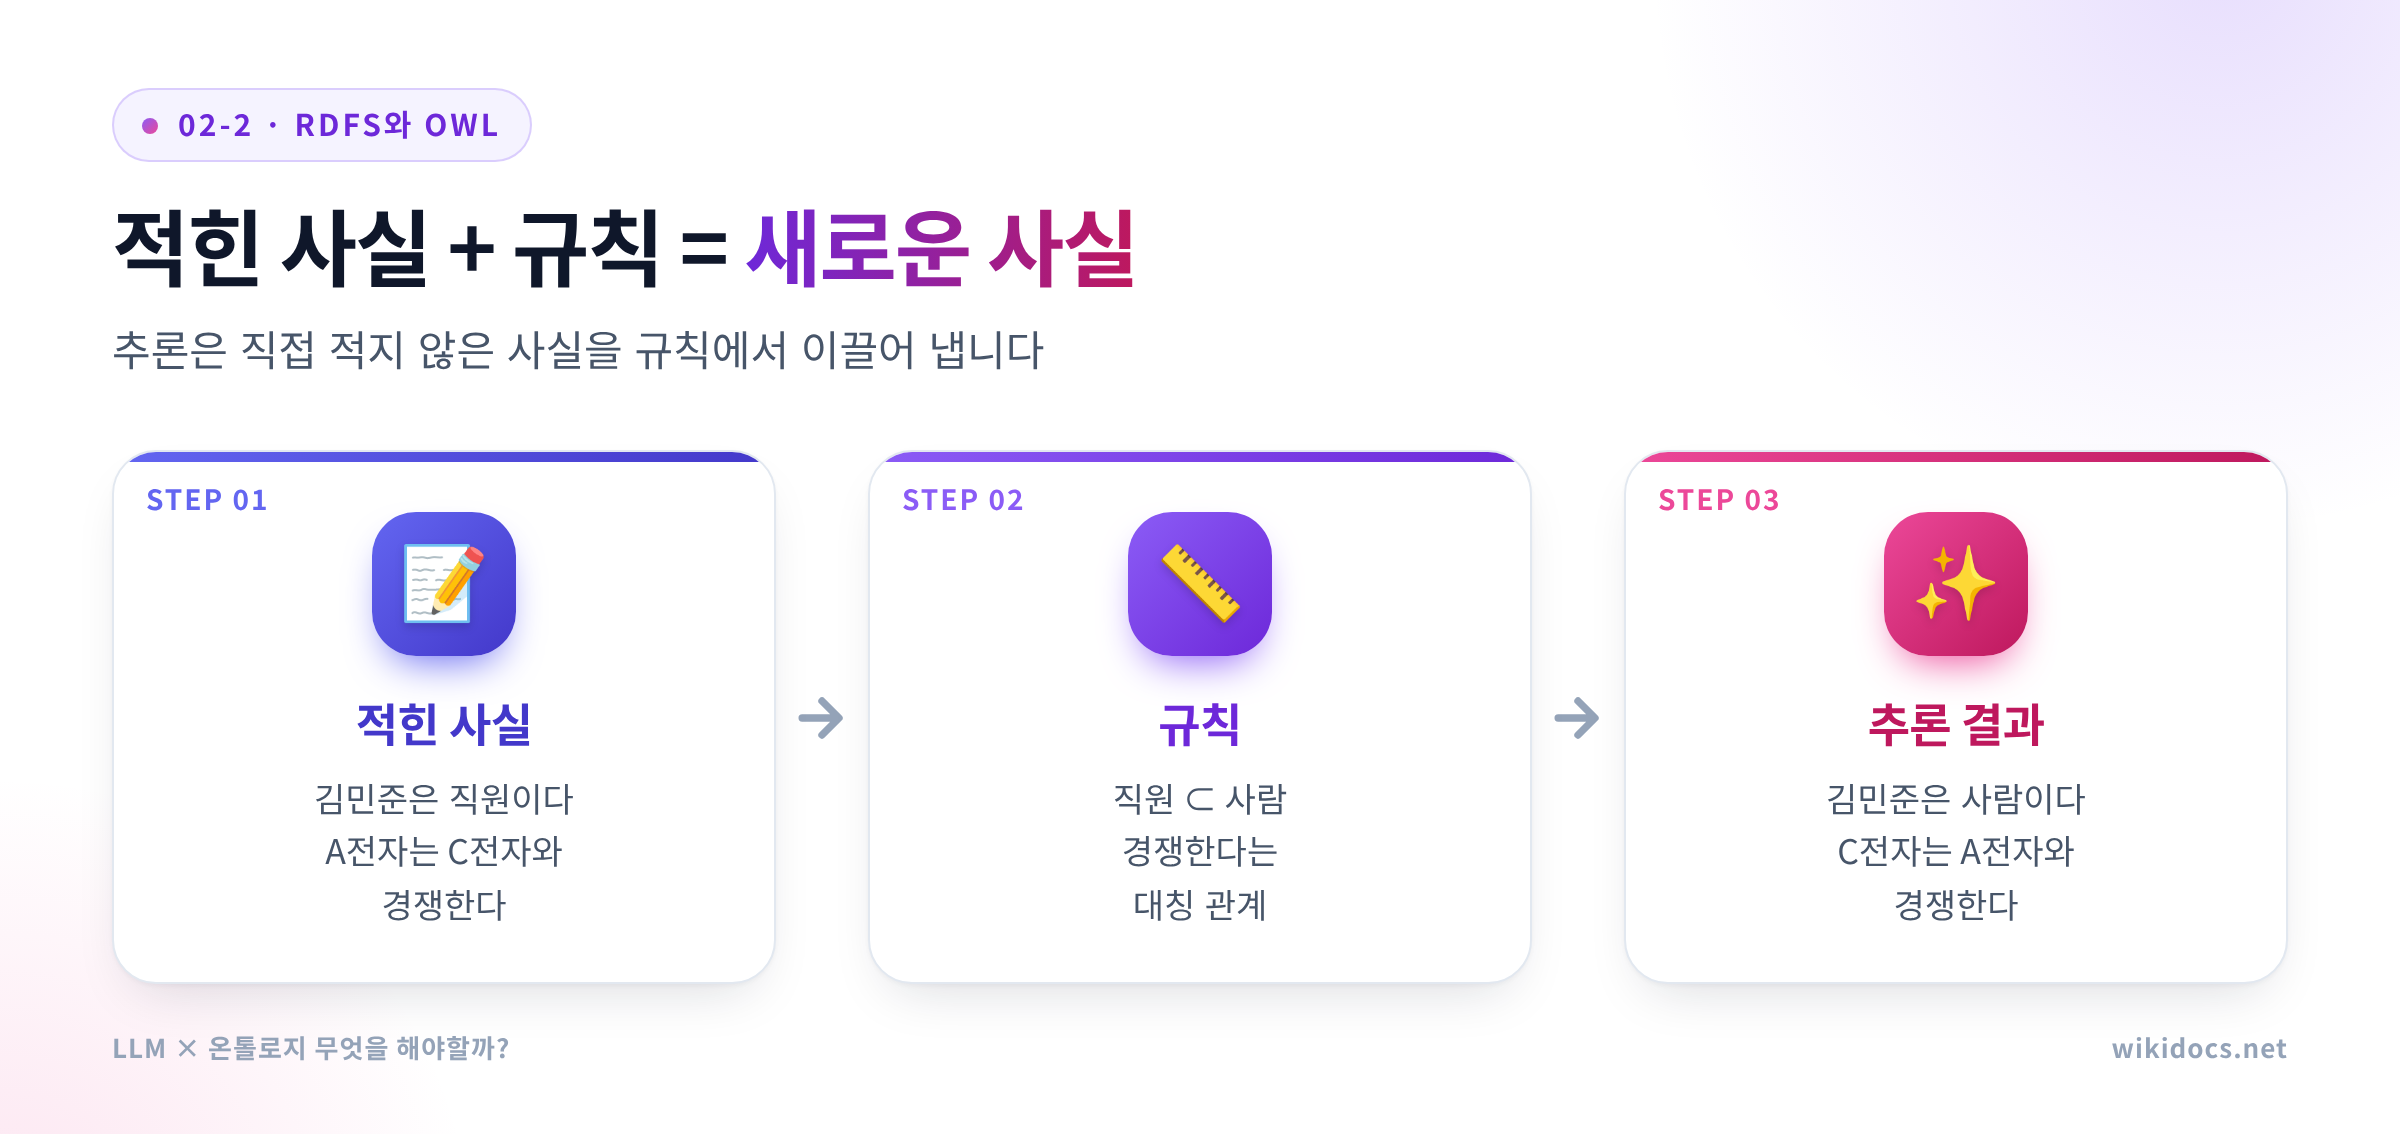 02-2 · RDFS와 OWL
적힌 사실 + 규칙 = 새로운 사실
추론은 직접 적지 않은 사실을 규칙에서 이끌어 냅니다
STEP 01
적힌 사실
김민준은 직원이다
A전자는 C전자와
경쟁한다
STEP 02
규칙
직원 ⊂ 사람
경쟁한다는
대칭 관계
STEP 03
추론 결과
김민준은 사람이다
C전자는 A전자와
경쟁한다
LLM × 온톨로지 무엇을 해야할까?
wikidocs.net